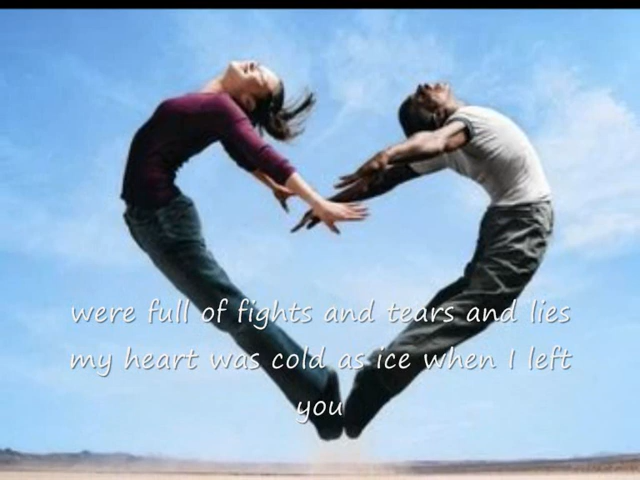 were full of fights and tears and lies
my heart was cold as ice when I left
you